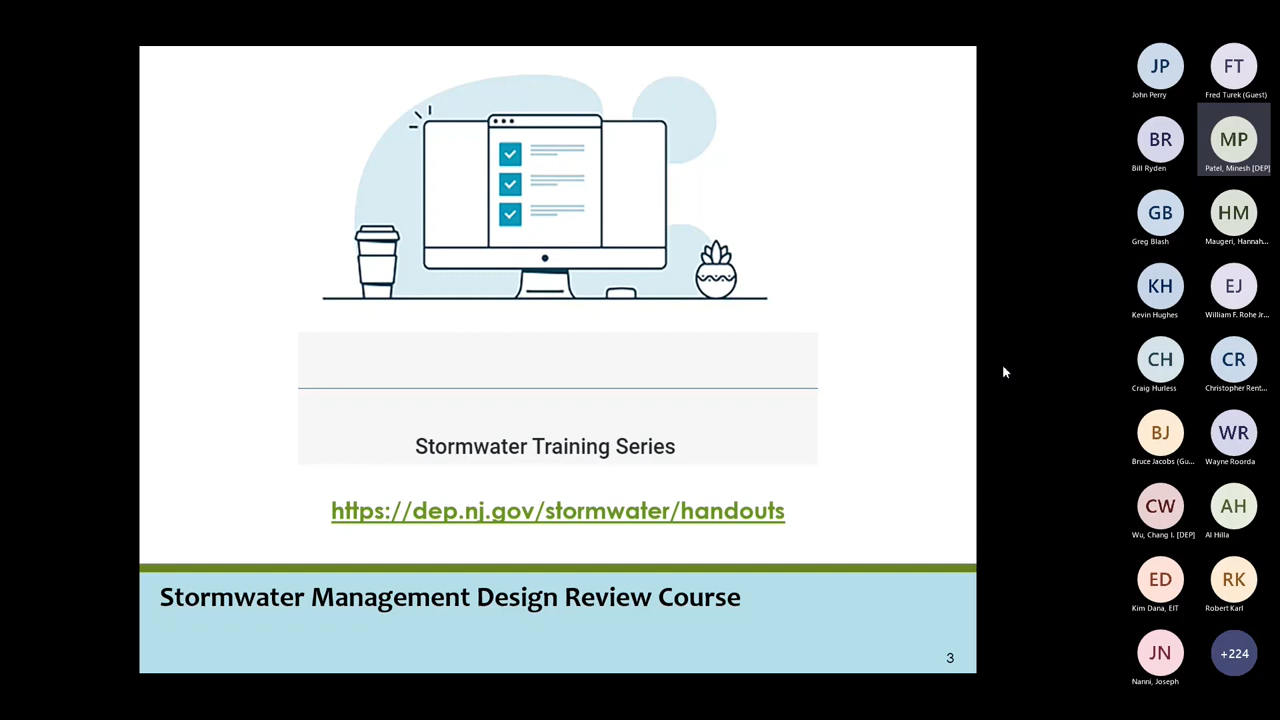 Stormwater Training Series
https://dep.nj.gov/stormwater/handouts
Stormwater Management Design Review Course
3
JP
John Perry
FT
Fred Turek (Guest)
BR
Bill Ryden
MP
Patel, Minesh [DEP]
GB
Greg Blash
HM
Maugeri, Hannah...
KH
Kevin Hughes
EJ
William F. Rohe Jr...
CH
Craig Hurless
CR
Christopher Rent...
BJ
Bruce Jacobs (Gu...
WR
Wayne Roorda
CW
Wu, Chang I. [DEP]
AH
Al Hilla
ED
Kim Dana, EIT
RK
Robert Karl
JN
Nanni, Joseph
+224